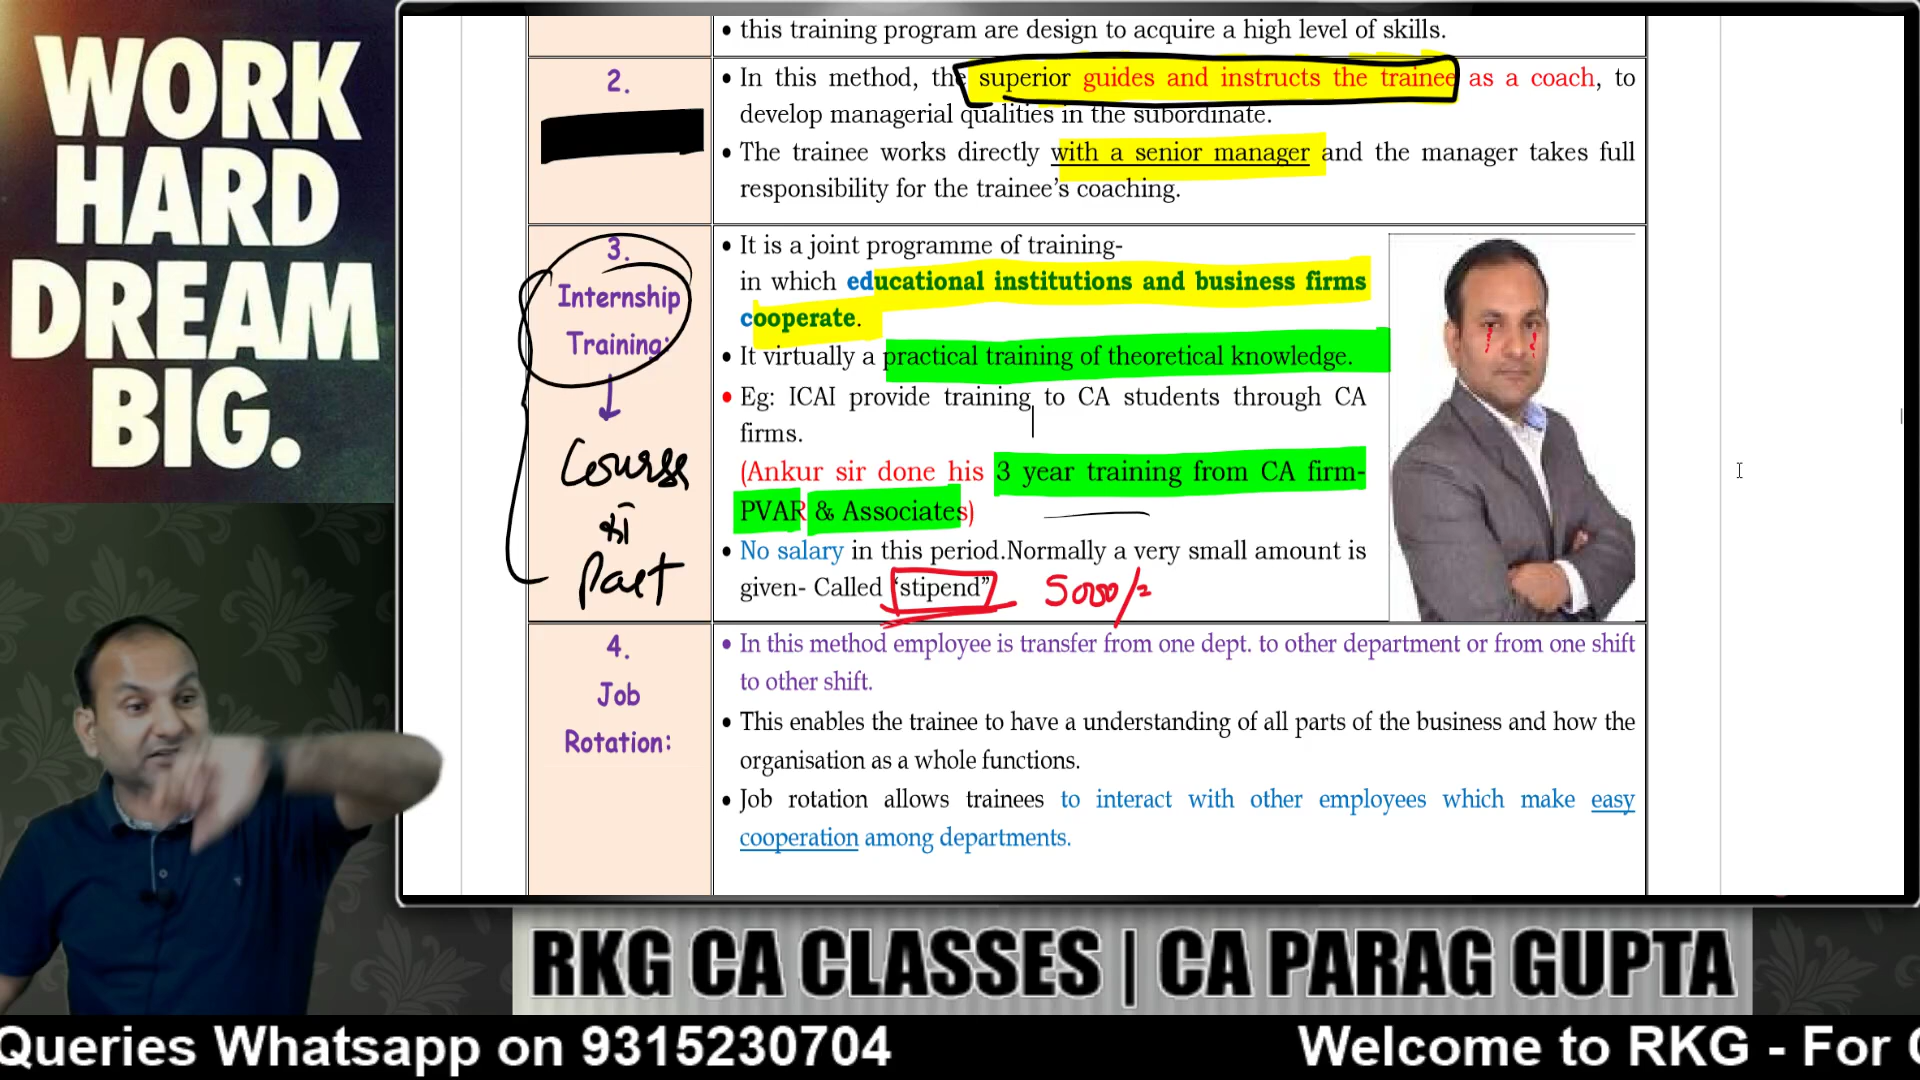 WORK
HARD
DREAM
BIG.
• this training program are design to acquire a high level of skills.
2.
• In this method, the superior guides and instructs the trainee as a coach, to
develop managerial qualities in the subordinate.
• The trainee works directly with a senior manager and the manager takes full
responsibility for the trainee’s coaching.
3.
Internship
Training:
Course
का
Part
• It is a joint programme of training-
in which educational institutions and business firms
cooperate.
• It virtually a practical training of theoretical knowledge.
• Eg: ICAI provide training to CA students through CA
firms.
(Ankur sir done his 3 year training from CA firm-
PVAR & Associates)
• No salary in this period.Normally a very small amount is
given- Called ‘stipend” 5000/-
4.
Job
Rotation:
• In this method employee is transfer from one dept. to other department or from one shift
to other shift.
• This enables the trainee to have a understanding of all parts of the business and how the
organisation as a whole functions.
• Job rotation allows trainees to interact with other employees which make easy
cooperation among departments.
RKG CA CLASSES | CA PARAG GUPTA
Queries Whatsapp on 9315230704 Welcome to RKG - For